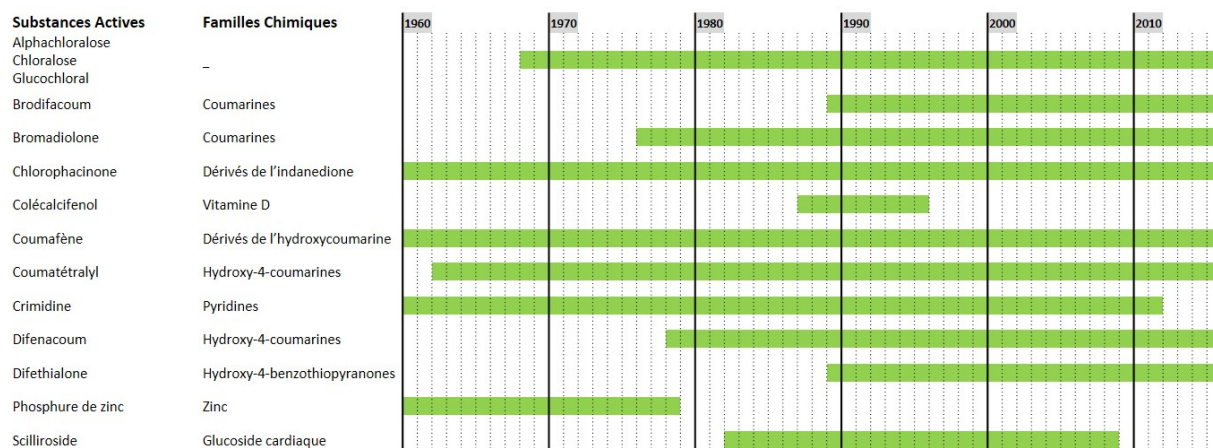 Substances Actives Familles Chimiques 1960 1970 1980 1990 2000 2010
Alphachloralose
Chloralose –
Glucochloral
Brodifacoum Coumarines
Bromadiolone Coumarines
Chlorophacinone Dérivés de l'indanedione
Colécalcifenol Vitamine D
Coumafène Dérivés de l'hydroxycoumarine
Coumatétralyl Hydroxy-4-coumarines
Crimidine Pyridines
Difenacoum Hydroxy-4-coumarines
Difethialone Hydroxy-4-benzothiopyranones
Phosphure de zinc Zinc
Scilliroside Glucoside cardiaque